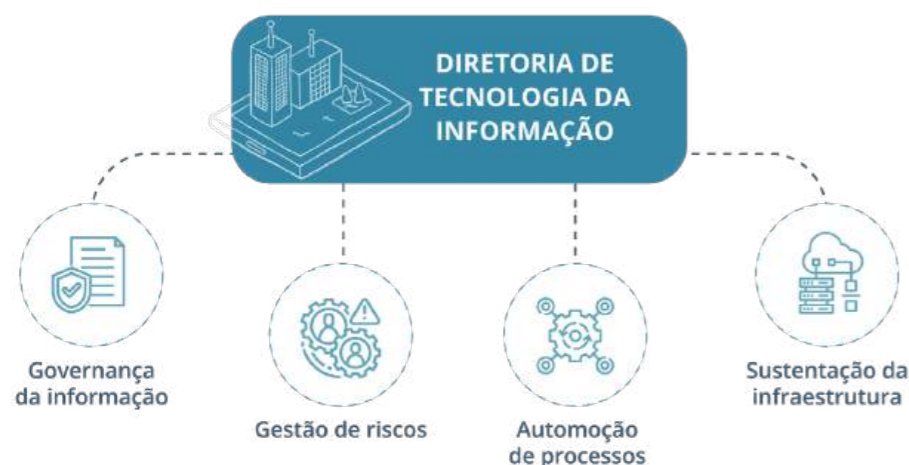 DIRETORIA DE
TECNOLOGIA DA
INFORMAÇÃO
Governança
da informação
Gestão de riscos
Automoção
de processos
Sustentação da
infraestrutura